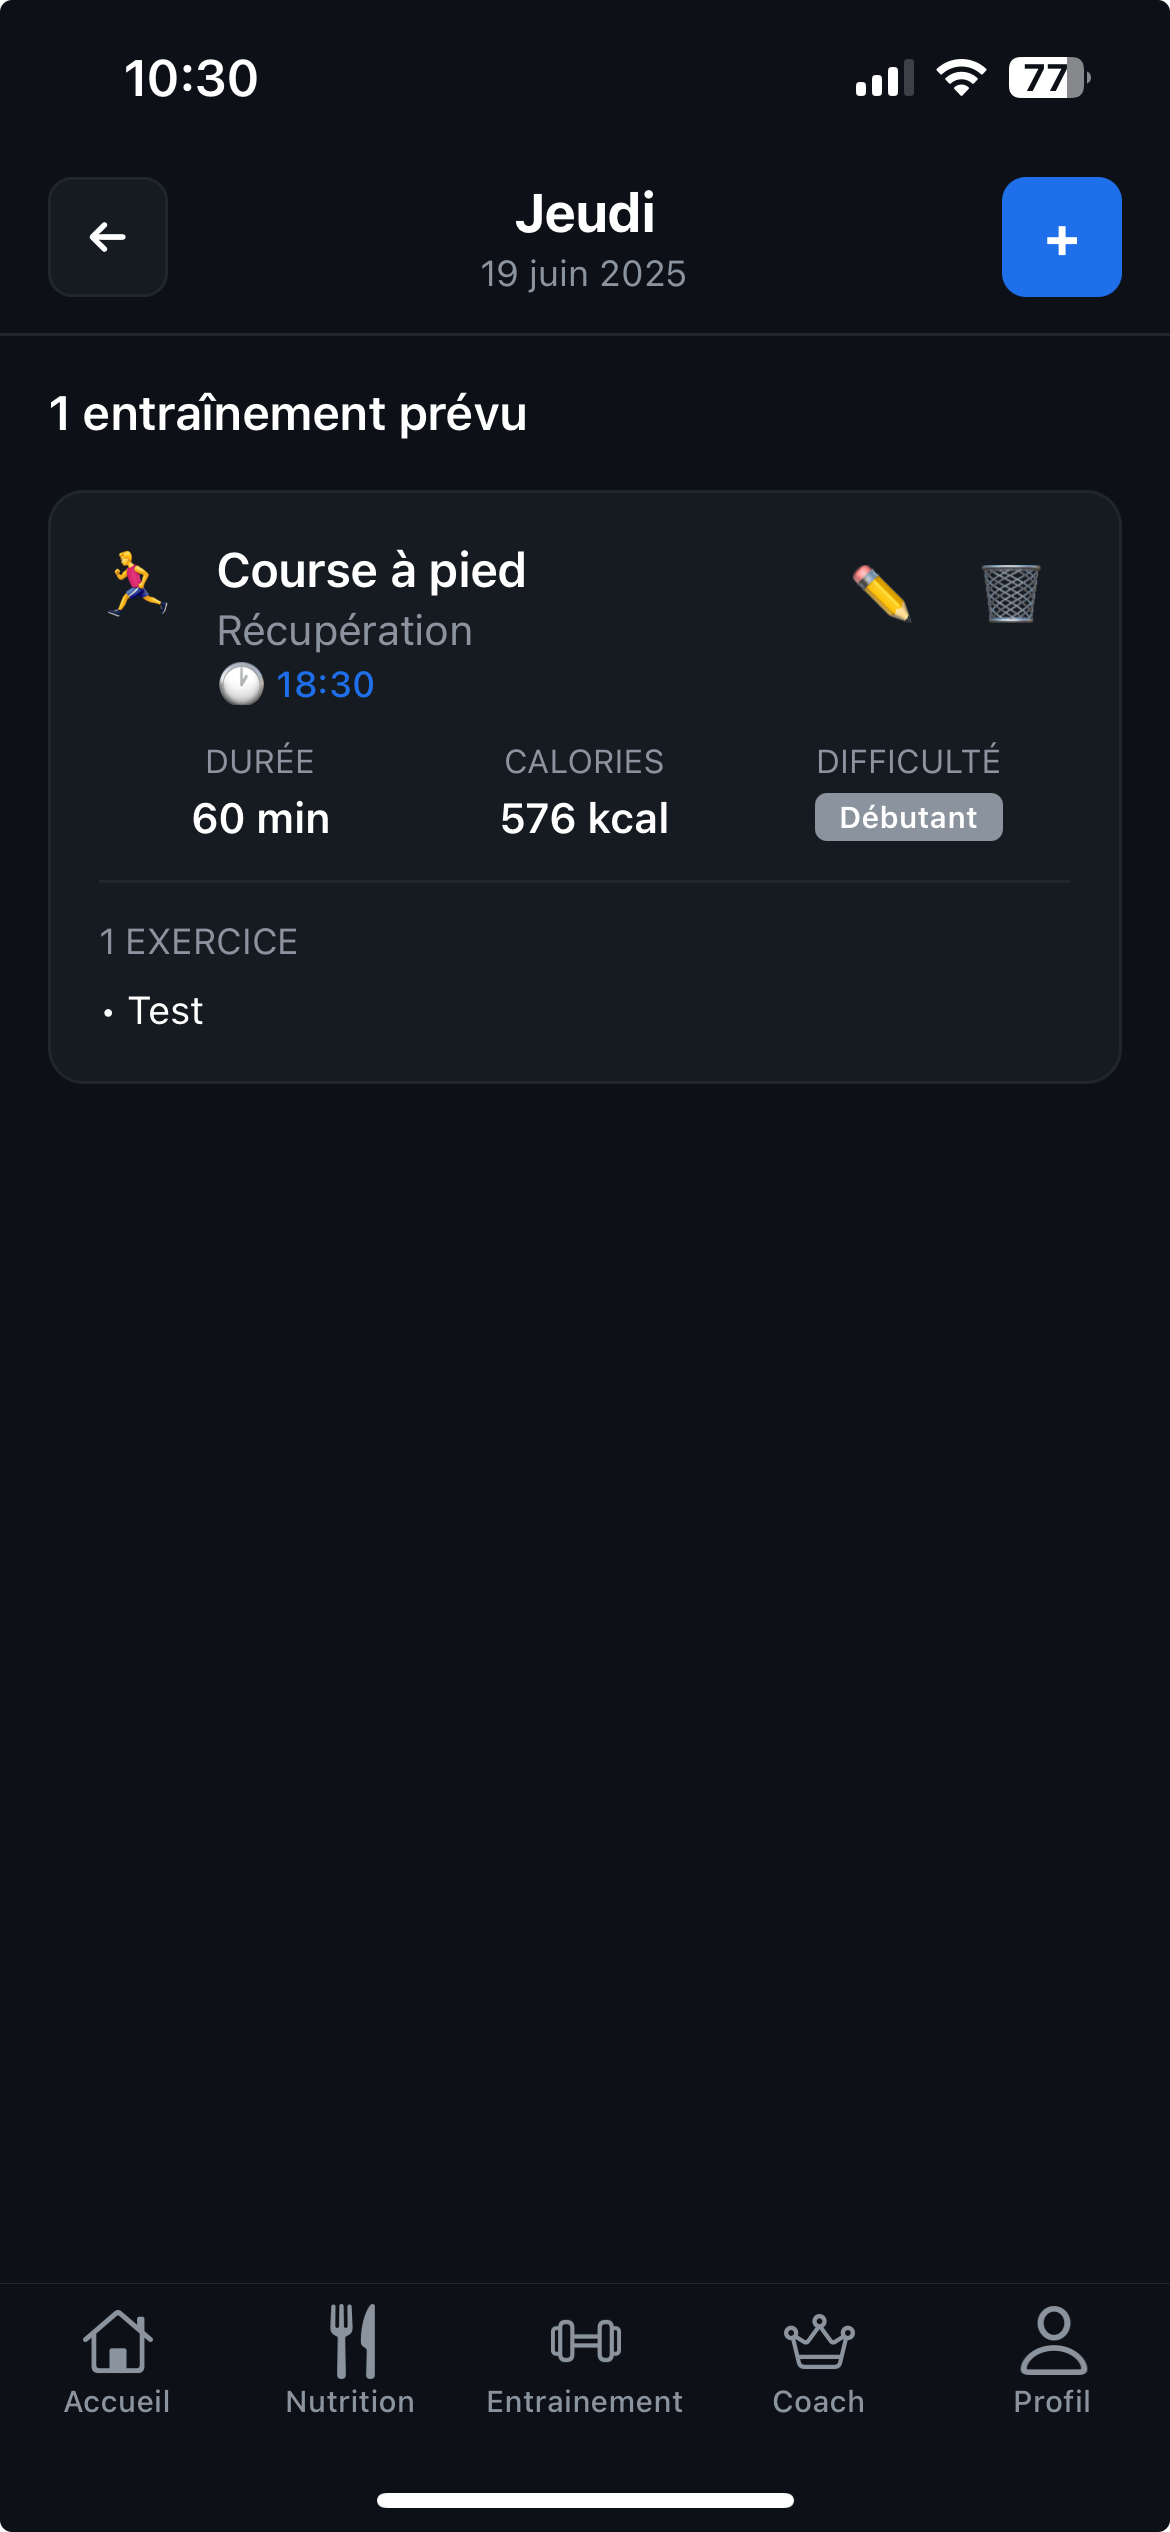 10:30
77
Jeudi
19 juin 2025
+
1 entraînement prévu
Course à pied
Récupération
18:30
DURÉE CALORIES DIFFICULTÉ
60 min 576 kcal Débutant
1 EXERCICE
• Test
Accueil Nutrition Entrainement Coach Profil